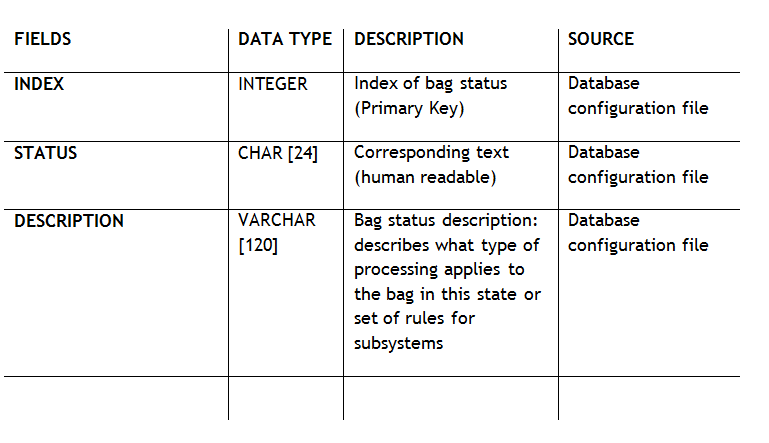 FIELDS DATA TYPE DESCRIPTION SOURCE
INDEX INTEGER Index of bag status Database
(Primary Key) configuration file
STATUS CHAR [24] Corresponding text Database
(human readable) configuration file
DESCRIPTION VARCHAR Bag status description: Database
[120] describes what type of configuration file
processing applies to
the bag in this state or
set of rules for
subsystems